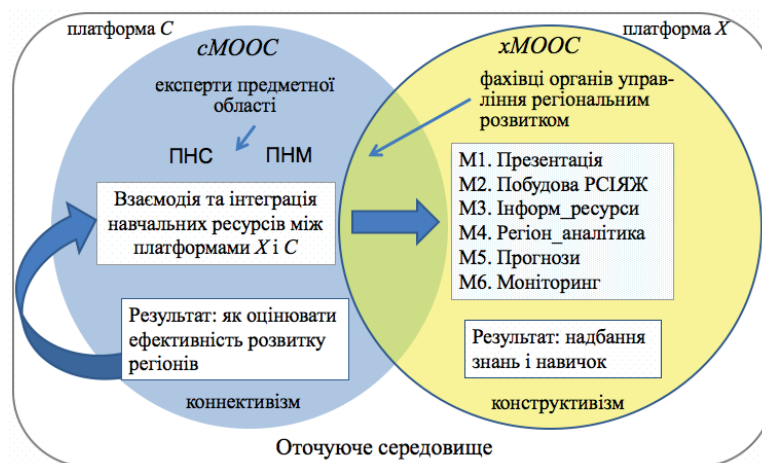 платформа C
платформа X
cMOOC
xMOOC
експерти предметної
області
ПНС
ПНМ
Взаємодія та інтеграція
навчальних ресурсів між
платформами X і C
Результат: як оцінювати
ефективність розвитку
регіонів
коннективізм
фахівці органів управ-
ління регіональним
розвитком
М1. Презентація
М2. Побудова РСІЯЖ
М3. Інформ_ресурси
М4. Регіон_аналітика
М5. Прогнози
М6. Моніторинг
Результат: надбання
знань і навичок
конструктивізм
Оточуюче середовище